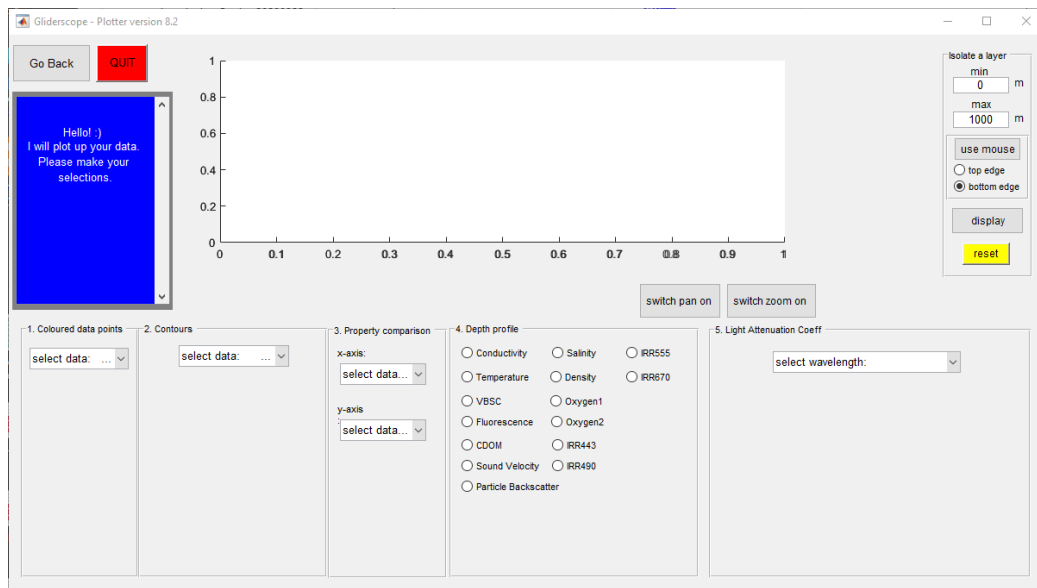 Gliderscope - Plotter version 8.2
Go Back
QUIT
Hello! :)
I will plot up your data.
Please make your
selections.
1
0.8
0.6
0.4
0.2
0
0 0.1 0.2 0.3 0.4 0.5 0.6 0.7 0.8 0.9 1
Isolate a layer
min
0 m
max
1000 m
use mouse
top edge
bottom edge
display
reset
switch pan on
switch zoom on
1. Coloured data points
select data: ...
2. Contours
select data: ...
3. Property comparison
x-axis:
select data...
y-axis
:
select data...
4. Depth profile
Conductivity Salinity IRR555
Temperature Density IRR670
VBSC Oxygen1
Fluorescence Oxygen2
CDOM IRR443
Sound Velocity IRR490
Particle Backscatter
5. Light Attenuation Coeff
select wavelength: